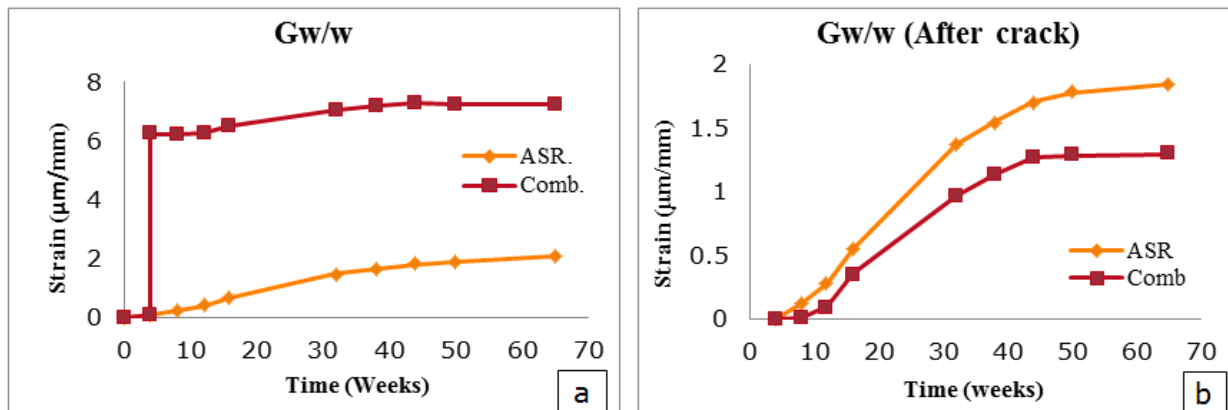 Gw/w
8
6
4
2
0
0 10 20 30 40 50 60 70
Strain (μm/mm)
Time (Weeks)
ASR.
Comb.
a
Gw/w (After crack)
2
1.5
1
0.5
0
0 10 20 30 40 50 60 70
Strain (μm/mm)
Time (weeks)
ASR
Comb
b